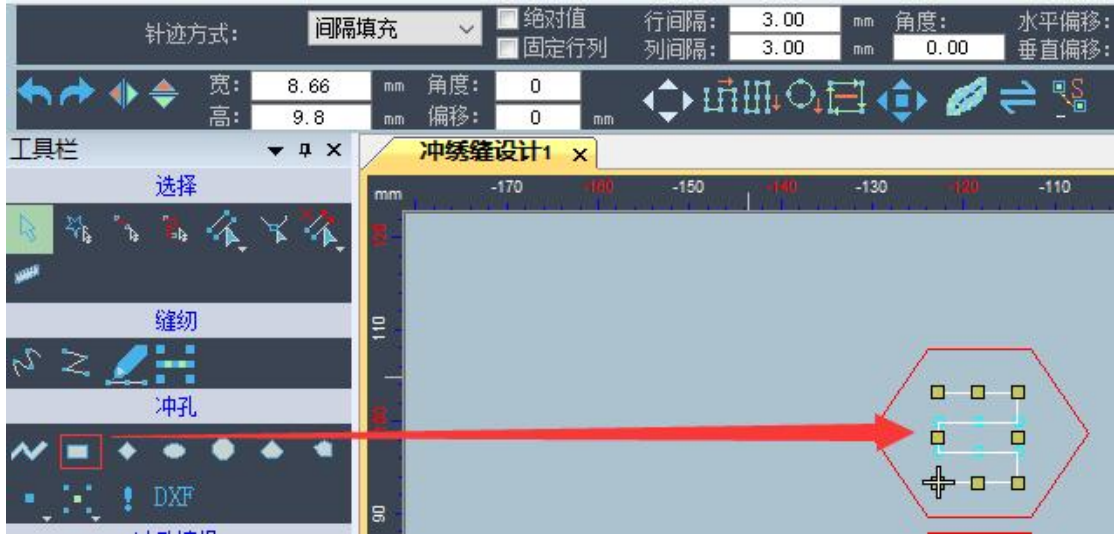 针迹方式: 间隔填充 绝对值 行间隔: 3.00 mm 角度: 水平偏移:
固定行列 列间隔: 3.00 mm 0.00 垂直偏移:
宽: 8.66 mm 角度: 0
高: 9.8 mm 偏移: 0 mm
S
工具栏 冲绣缝设计1 x
选择 mm -170 -160 -150 -140 -130 -120 -110
120
缝纫
110
冲孔
DXF
90